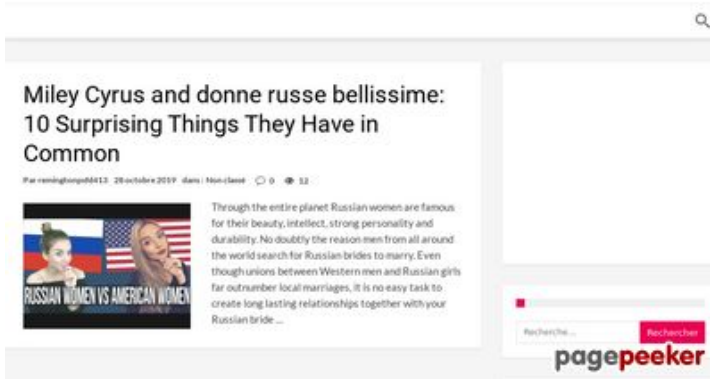 Miley Cyrus and donne russe bellissime:
10 Surprising Things They Have in
Common
Par remingtonpdd413 28 octobre 2019 dans : Non classé 0 12
Through the entire planet Russian women are famous
for their beauty, intellect, strong personality and
durability. No doubtly the reason men from all around
the world search for Russian brides to marry. Even
though unions between Western men and Russian girls
far outnumber local marriages, it is no easy task to
create long lasting relationships together with your
Russian bride ...
RUSSIAN WOMEN VS AMERICAN WOMEN
Recherche... Rechercher
pagepeeker